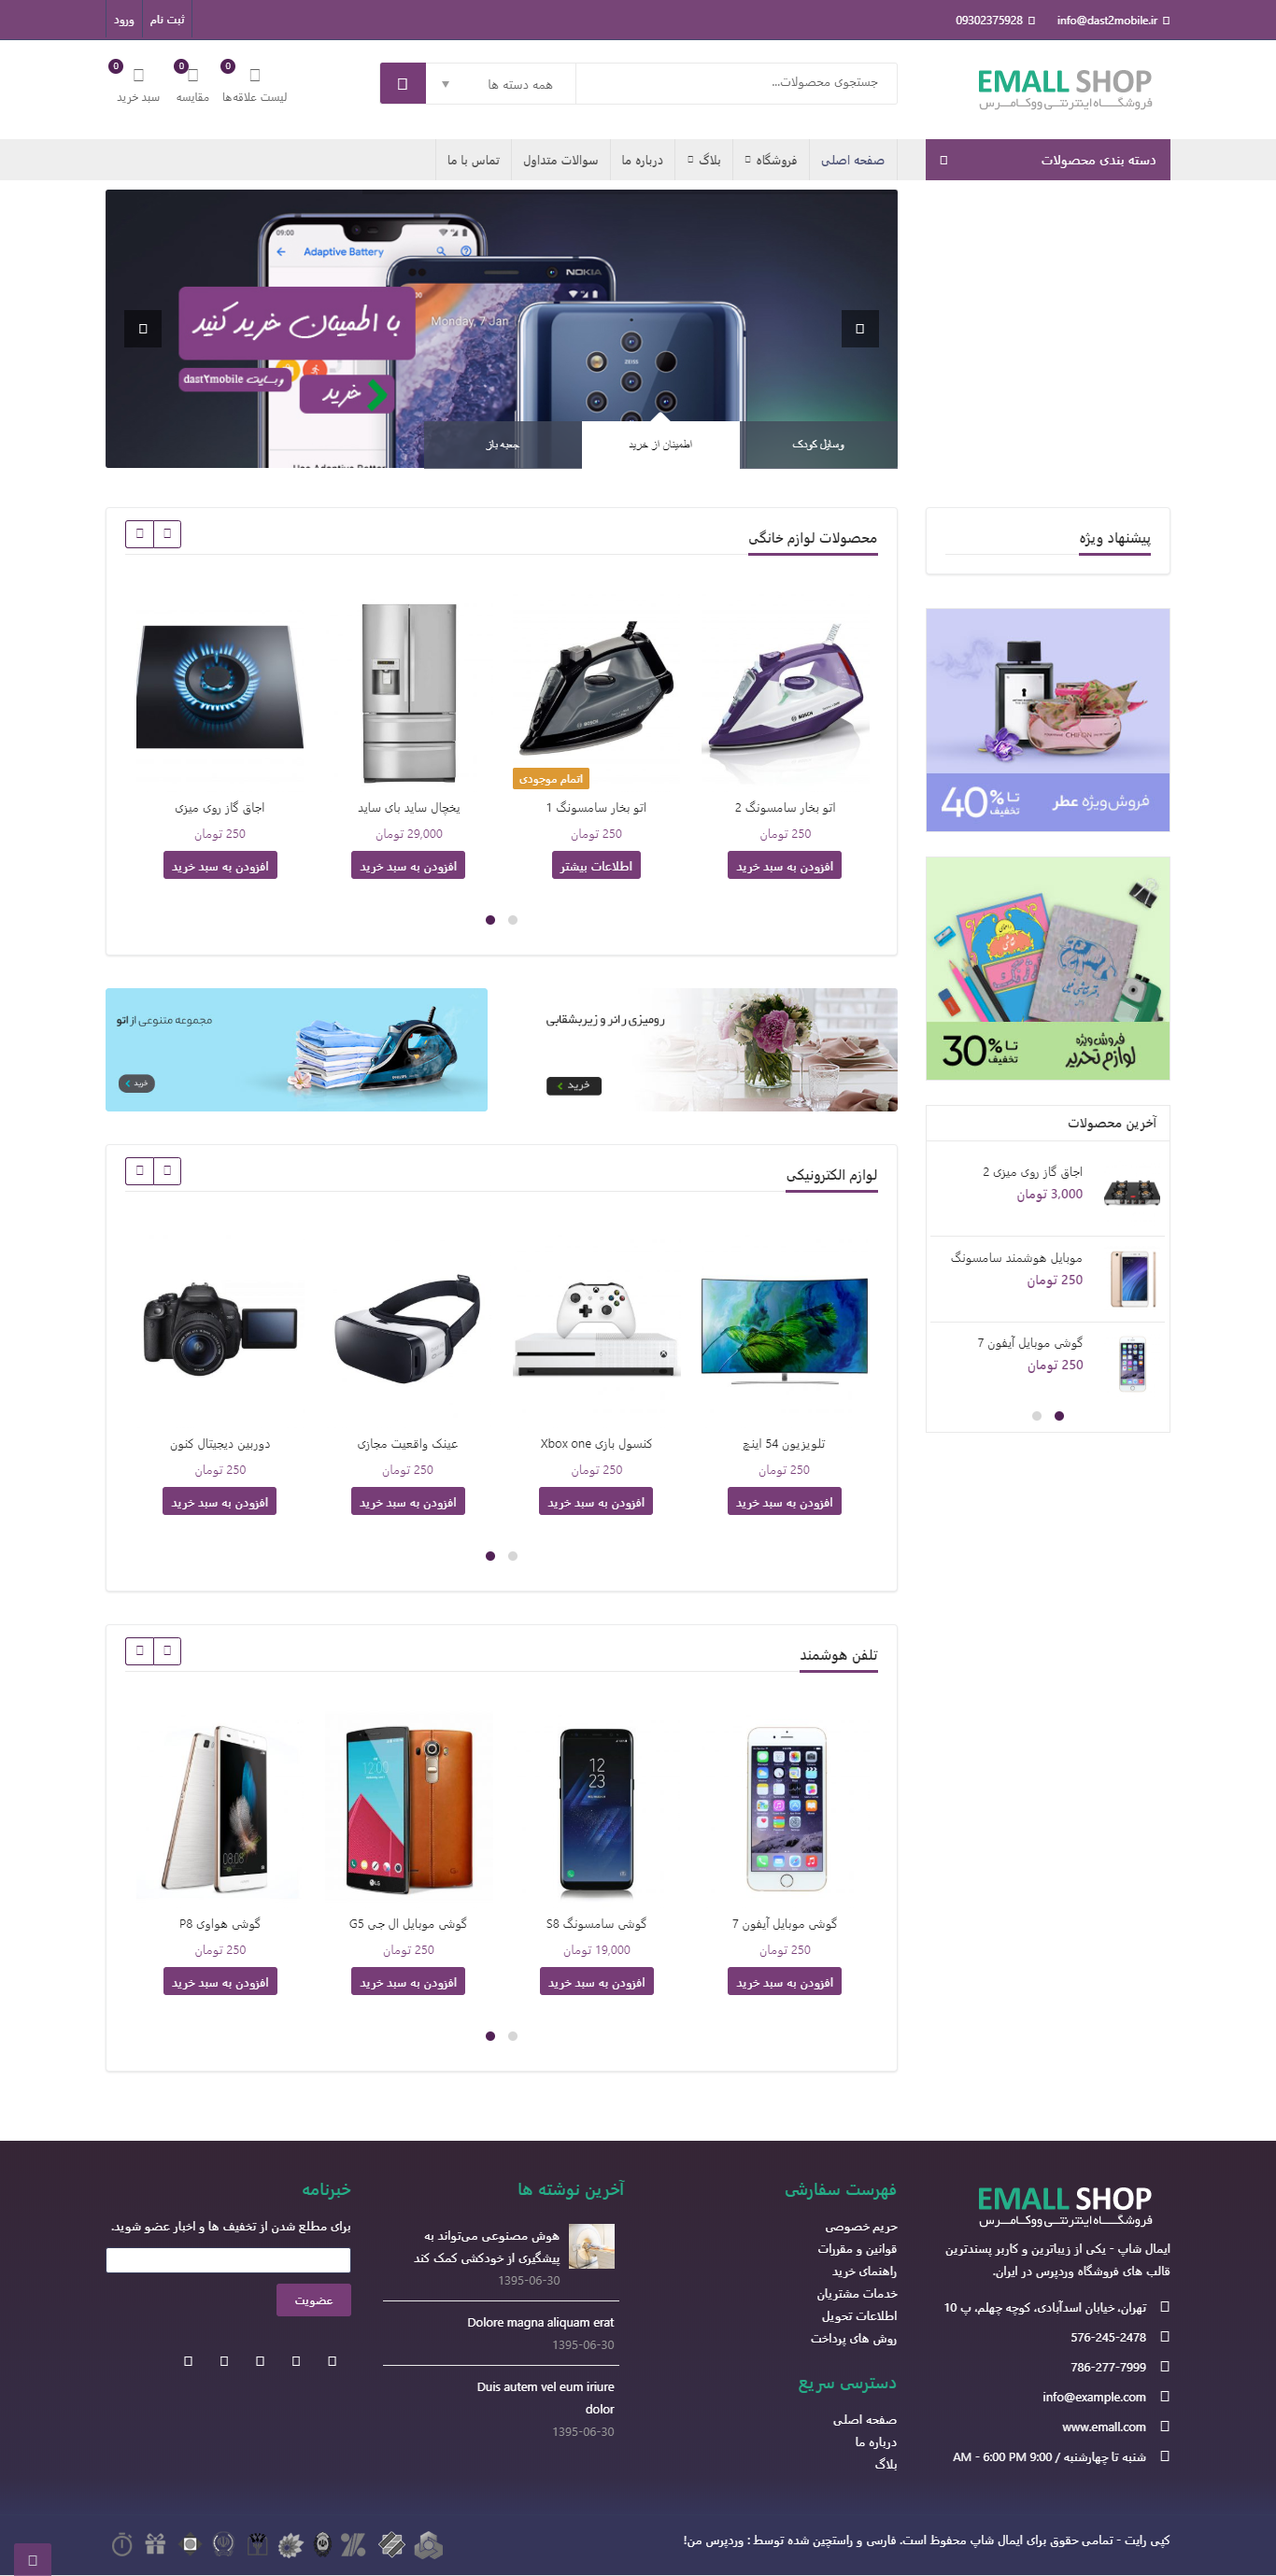 info@dast2mobile.ir
09302375928
ثبت نام
ورود
EMALL SHOP
فروشگاه اینترنتی ووکامرس
جستجوی محصولات...
همه دسته ها
0
لیست علاقه‌ها
0
مقایسه
0
سبد خرید
دسته بندی محصولات
صفحه اصلی
فروشگاه
بلاگ
درباره ما
سوالات متداول
تماس با ما
09:00
Adaptive Battery
NOKIA
Monday, 7 Jan
با اطمینان خرید کنید
وبسایت dast2mobile
خرید
Use Adaptive Battery
وسایل کودک
اطمینان از خرید
جعبه باز
پیشنهاد ویژه
فروش ویژه عطر
تا 40%
تخفیف
فروش ویژه
لوازم تحریر
تا 30%
تخفیف
آخرین محصولات
اجاق گاز روی میزی 2
3,000 تومان
موبایل هوشمند سامسونگ
250 تومان
گوشی موبایل آیفون 7
250 تومان
محصولات لوازم خانگی
اتو بخار سامسونگ 2
250 تومان
افزودن به سبد خرید
اتمام موجودی
اتو بخار سامسونگ 1
250 تومان
اطلاعات بیشتر
یخچال ساید بای ساید
29,000 تومان
افزودن به سبد خرید
اجاق گاز روی میزی
250 تومان
افزودن به سبد خرید
رومیزی رانر و زیربشقابی
خرید
مجموعه متنوعی از اتو
خرید
لوازم الکترونیکی
تلویزیون 54 اینچ
250 تومان
افزودن به سبد خرید
کنسول بازی Xbox one
250 تومان
افزودن به سبد خرید
عینک واقعیت مجازی
250 تومان
افزودن به سبد خرید
دوربین دیجیتال کنون
250 تومان
افزودن به سبد خرید
تلفن هوشمند
12
23
12:00
LG
08:08
گوشی موبایل آیفون 7
250 تومان
افزودن به سبد خرید
گوشی سامسونگ S8
19,000 تومان
افزودن به سبد خرید
گوشی موبایل ال جی G5
250 تومان
افزودن به سبد خرید
گوشی هواوی P8
250 تومان
افزودن به سبد خرید
EMALL SHOP
فروشگاه اینترنتی ووکامرس
ایمال شاپ - یکی از زیباترین و کاربر پسندترین
قالب های فروشگاه وردپرس در ایران.
تهران، خیابان اسدآبادی، کوچه چهلم، پ 10
576-245-2478
786-277-7999
info@example.com
www.emall.com
شنبه تا چهارشنبه / 9:00 AM - 6:00 PM
فهرست سفارشی
حریم خصوصی
قوانین و مقررات
راهنمای خرید
خدمات مشتریان
اطلاعات تحویل
روش های پرداخت
دسترسی سریع
صفحه اصلی
درباره ما
بلاگ
آخرین نوشته ها
هوش مصنوعی می‌تواند به
پیشگیری از خودکشی کمک کند
1395-06-30
Dolore magna aliquam erat
1395-06-30
Duis autem vel eum iriure
dolor
1395-06-30
خبرنامه
برای مطلع شدن از تخفیف ها و اخبار عضو شوید.
عضویت
کپی رایت - تمامی حقوق برای ایمال شاپ محفوظ است. فارسی و راستچین شده توسط : وردپرس من!